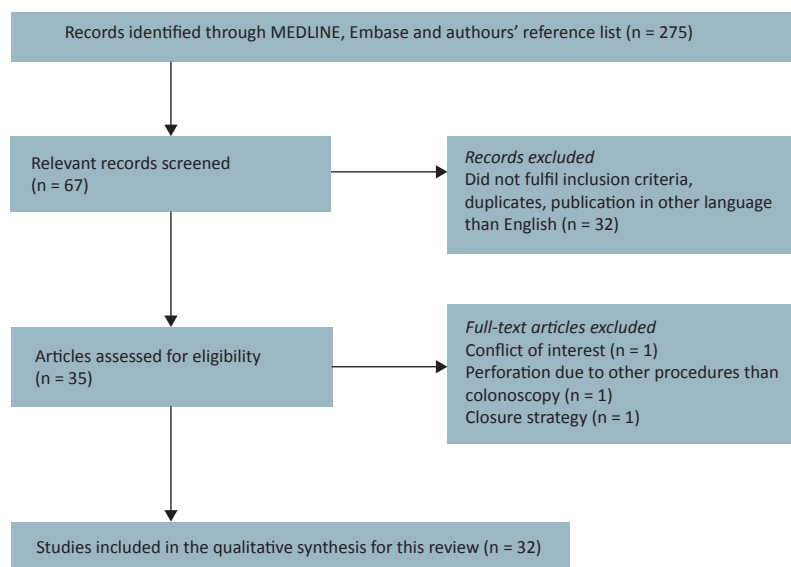 Records identified through MEDLINE, Embase and authours' reference list (n = 275)
Relevant records screened
(n = 67)
Records excluded
Did not fulfil inclusion criteria,
duplicates, publication in other language
than English (n = 32)
Articles assessed for eligibility
(n = 35)
Full-text articles excluded
Conflict of interest (n = 1)
Perforation due to other procedures than
colonoscopy (n = 1)
Closure strategy (n = 1)
Studies included in the qualitative synthesis for this review (n = 32)